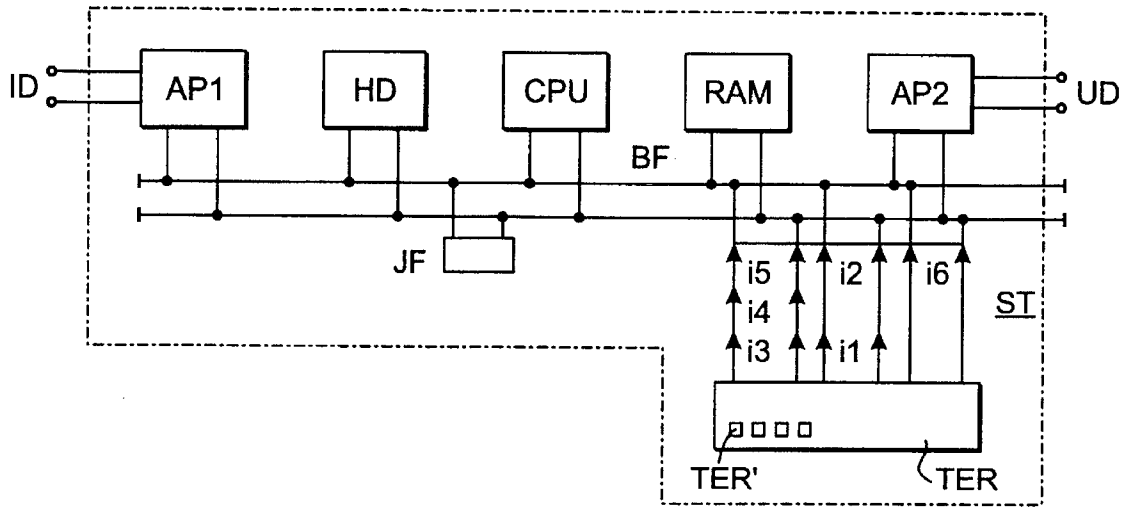 ID
AP1
HD
CPU
RAM
AP2
UD
BF
JF
i5
i2
i6
i4
ST
i3
i1
TER'
TER